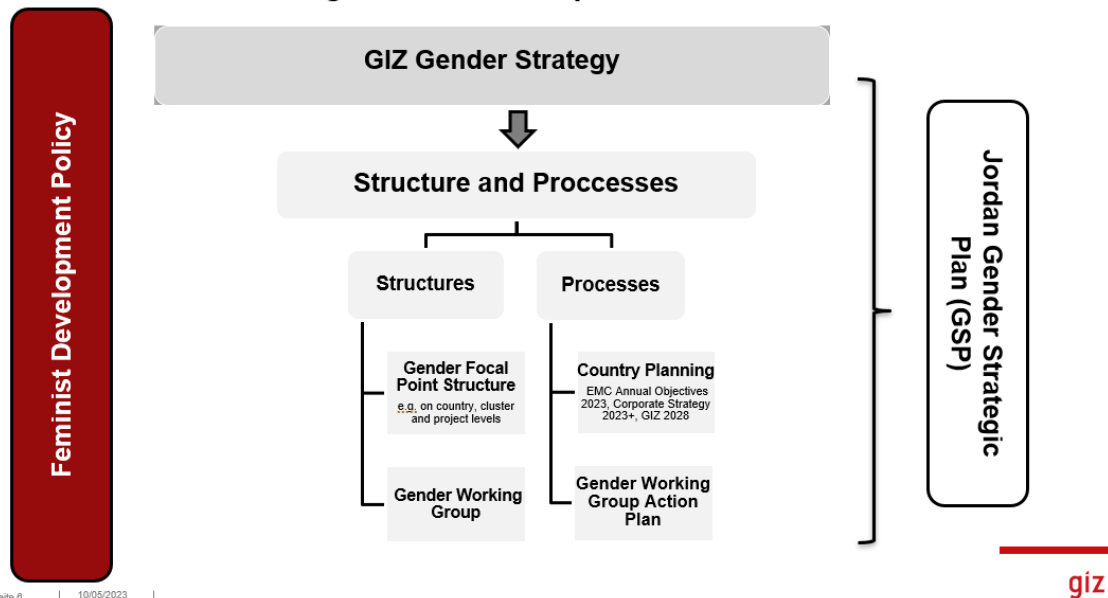 Feminist Development Policy
GIZ Gender Strategy
Structure and Proccesses
Structures
Processes
Gender Focal
Point Structure
e.g. on country, cluster
and project levels
Country Planning
EMC Annual Objectives
2023, Corporate Strategy
2023+, GIZ 2028
Gender Working
Group
Gender Working
Group Action
Plan
Jordan Gender Strategic
Plan (GSP)
10/05/2023
giz